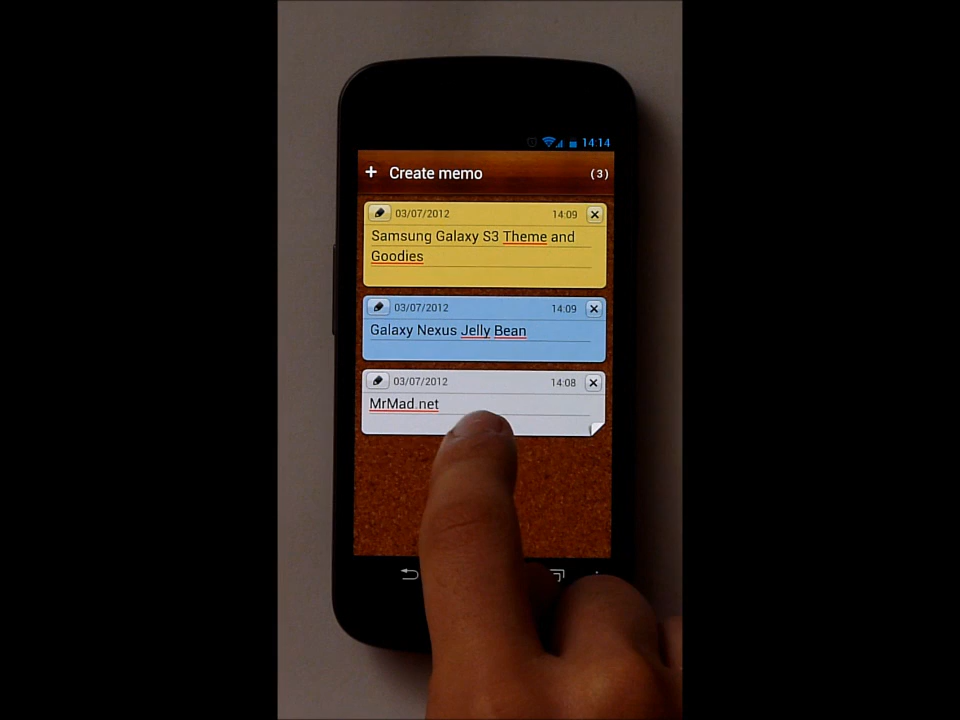 14:14
+ Create memo (3)
03/07/2012 14:09
Samsung Galaxy S3 Theme and
Goodies
03/07/2012 14:09
Galaxy Nexus Jelly Bean
03/07/2012 14:08
MrMad.net